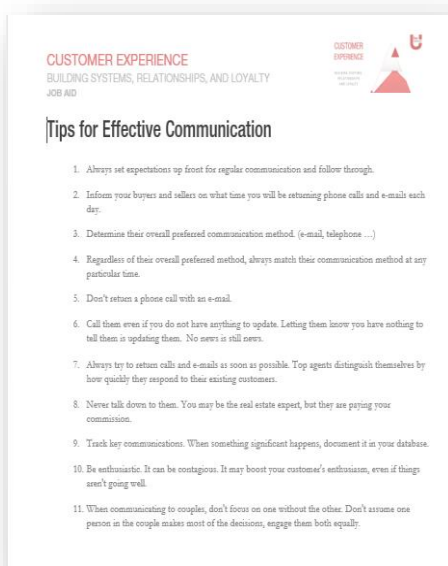 CUSTOMER EXPERIENCE
BUILDING SYSTEMS, RELATIONSHIPS, AND LOYALTY
JOB AID
CUSTOMER
EXPERIENCE
Tips for Effective Communication
1. Always set expectations up front for regular communication and follow through.
2. Inform your buyers and sellers on what time you will be returning phone calls and e-mails each
day.
3. Determine their overall preferred communication method. (e-mail, telephone …)
4. Regardless of their overall preferred method, always match their communication method at any
particular time.
5. Don't return a phone call with an e-mail.
6. Call them even if you do not have anything to update. Letting them know you have nothing to
tell them is updating them. No news is still news.
7. Always try to return calls and e-mails as soon as possible. Top agents distinguish themselves by
how quickly they respond to their existing customers.
8. Never talk down to them. You may be the real estate expert, but they are paying your
commission.
9. Track key communications. When something significant happens, document it in your database.
10. Be enthusiastic. It can be contagious. It may boost your customer's enthusiasm, even if things
aren't going well.
11. When communicating to couples, don't focus on one without the other. Don't assume one
person in the couple makes most of the decisions, engage them both equally.